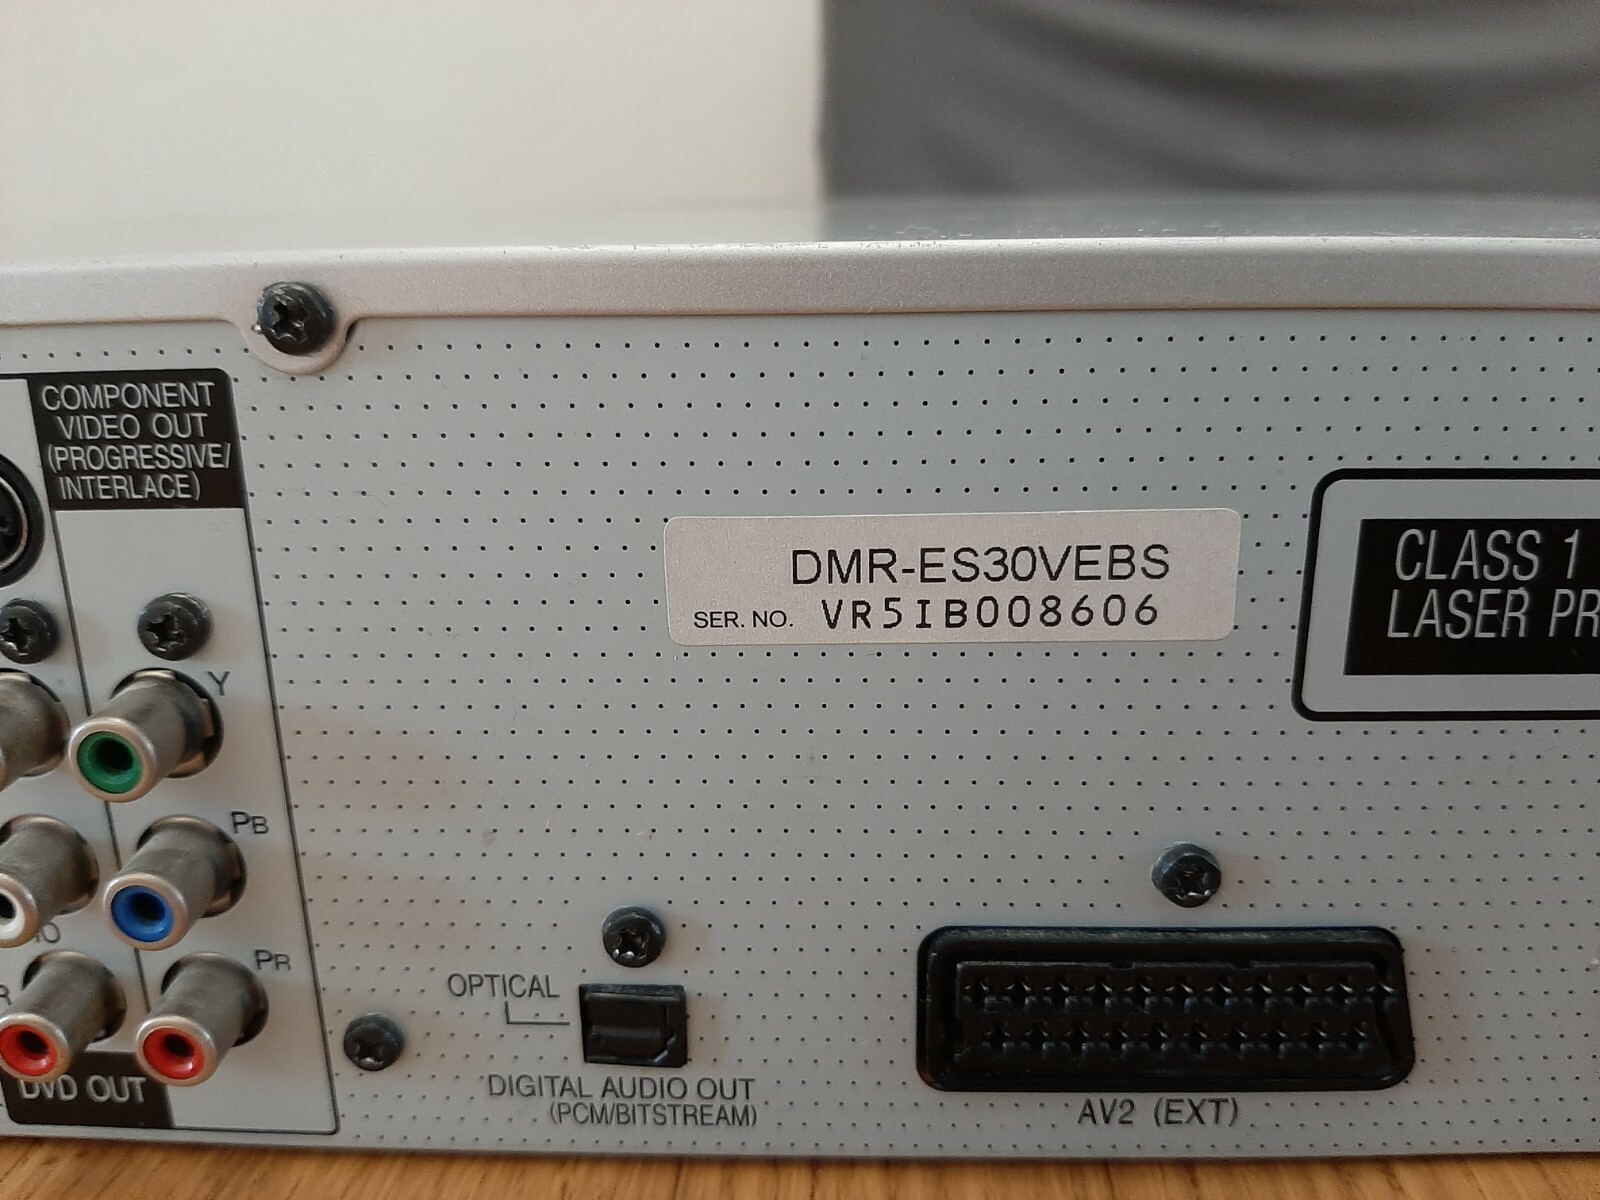 COMPONENT
VIDEO OUT
(PROGRESSIVE/
INTERLACE)
DMR-ES30VEBS
SER. NO. VR5IB008606
CLASS 1
LASER
Y
PB
PR
R
OPTICAL
DVD OUT
DIGITAL AUDIO OUT
(PCM/BITSTREAM)
AV2 (EXT)